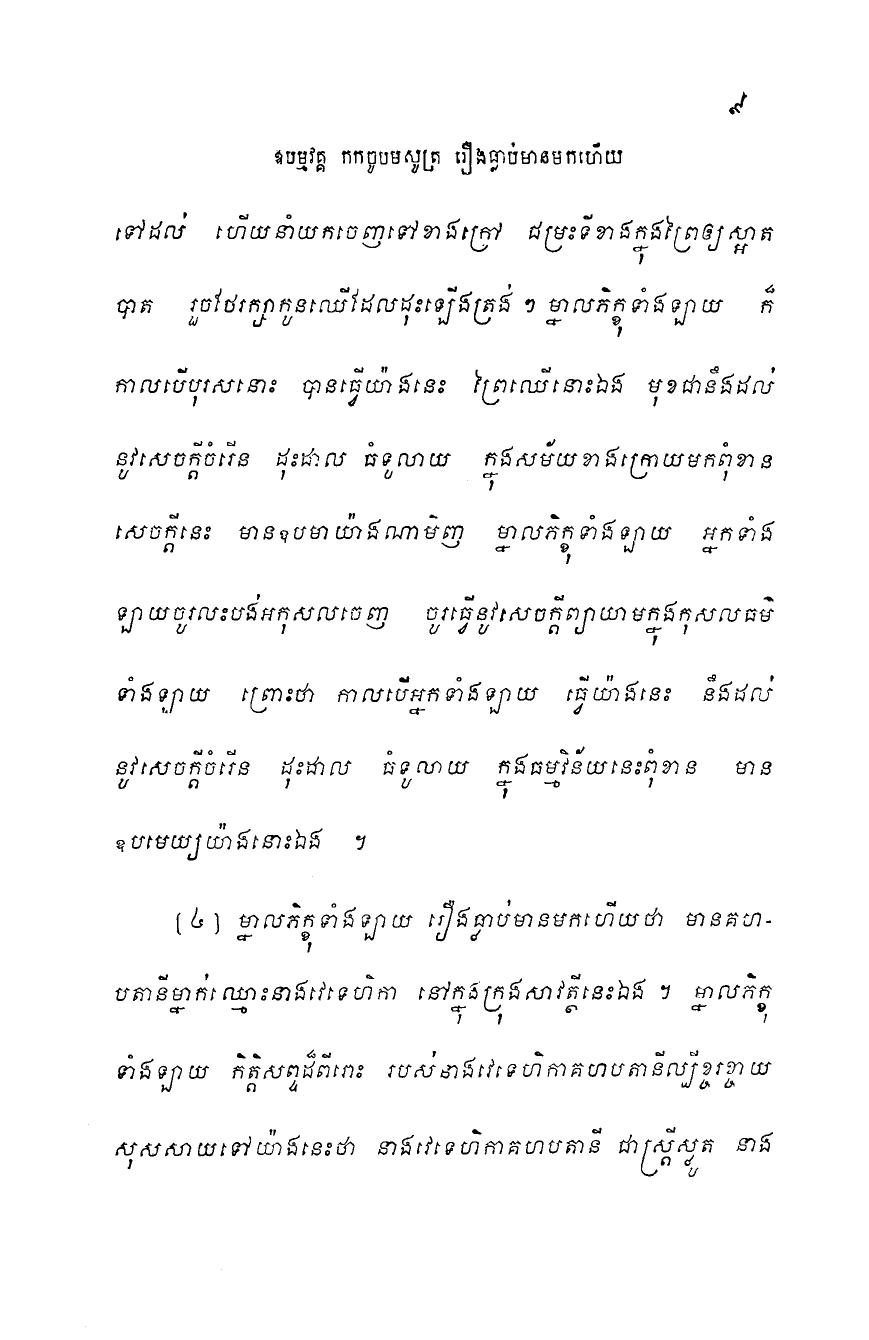 ៩
ឧបម្មវគ្គ កកចូបមសូត្រ រឿងធ្លាប់មានមកហើយ
ទៅដល់ ហើយនាំយកចេញទៅខាងក្រៅ ជម្រះទីខាងក្នុងព្រៃឲ្យស្អាត
បាត រួចថែរក្សាកូនឈើដែលដុះឡើងត្រង់ ៗ ម្នាលភិក្ខុទាំងឡាយ ក៏
កាលបើបុរសនោះ បានធ្វើយ៉ាងនេះ ព្រៃឈើនោះឯង មុខជានឹងដល់
នូវសេចក្តីចំរើន ដុះដាល ធំទូលាយ ក្នុងសម័យខាងក្រោយមកពុំខាន
សេចក្តីនេះ មានឧបមាយ៉ាងណាមិញ ម្នាលភិក្ខុទាំងឡាយ អ្នកទាំង
ឡាយចូរលះបង់អកុសលចេញ ចូរធ្វើនូវសេចក្តីព្យាយាមក្នុងកុសលធម៌
ទាំងឡាយ ព្រោះថា កាលបើអ្នកទាំងឡាយ ធ្វើយ៉ាងនេះ នឹងដល់
នូវសេចក្តីចំរើន ដុះដាល ធំទូលាយ ក្នុងធម្មវិន័យនេះពុំខាន មាន
ឧបមេយ្យយ៉ាងនោះឯង ។
(៤) ម្នាលភិក្ខុទាំងឡាយ រឿងធ្លាប់មានមកហើយថា មានគហ-
បតានីម្នាក់ឈ្មោះនាងវេទេហិកា នៅក្នុងក្រុងសាវត្ថីនេះឯង ។ ម្នាលភិក្ខុ
ទាំងឡាយ កិត្តិសព្ទដ៏ពីរោះ របស់នាងវេទេហិកាគហបតានីល្បីខ្ចរខ្ចាយ
សុសសាយទៅយ៉ាងនេះថា នាងវេទេហិកាគហបតានី ជាស្រ្តីស្លូត នាង